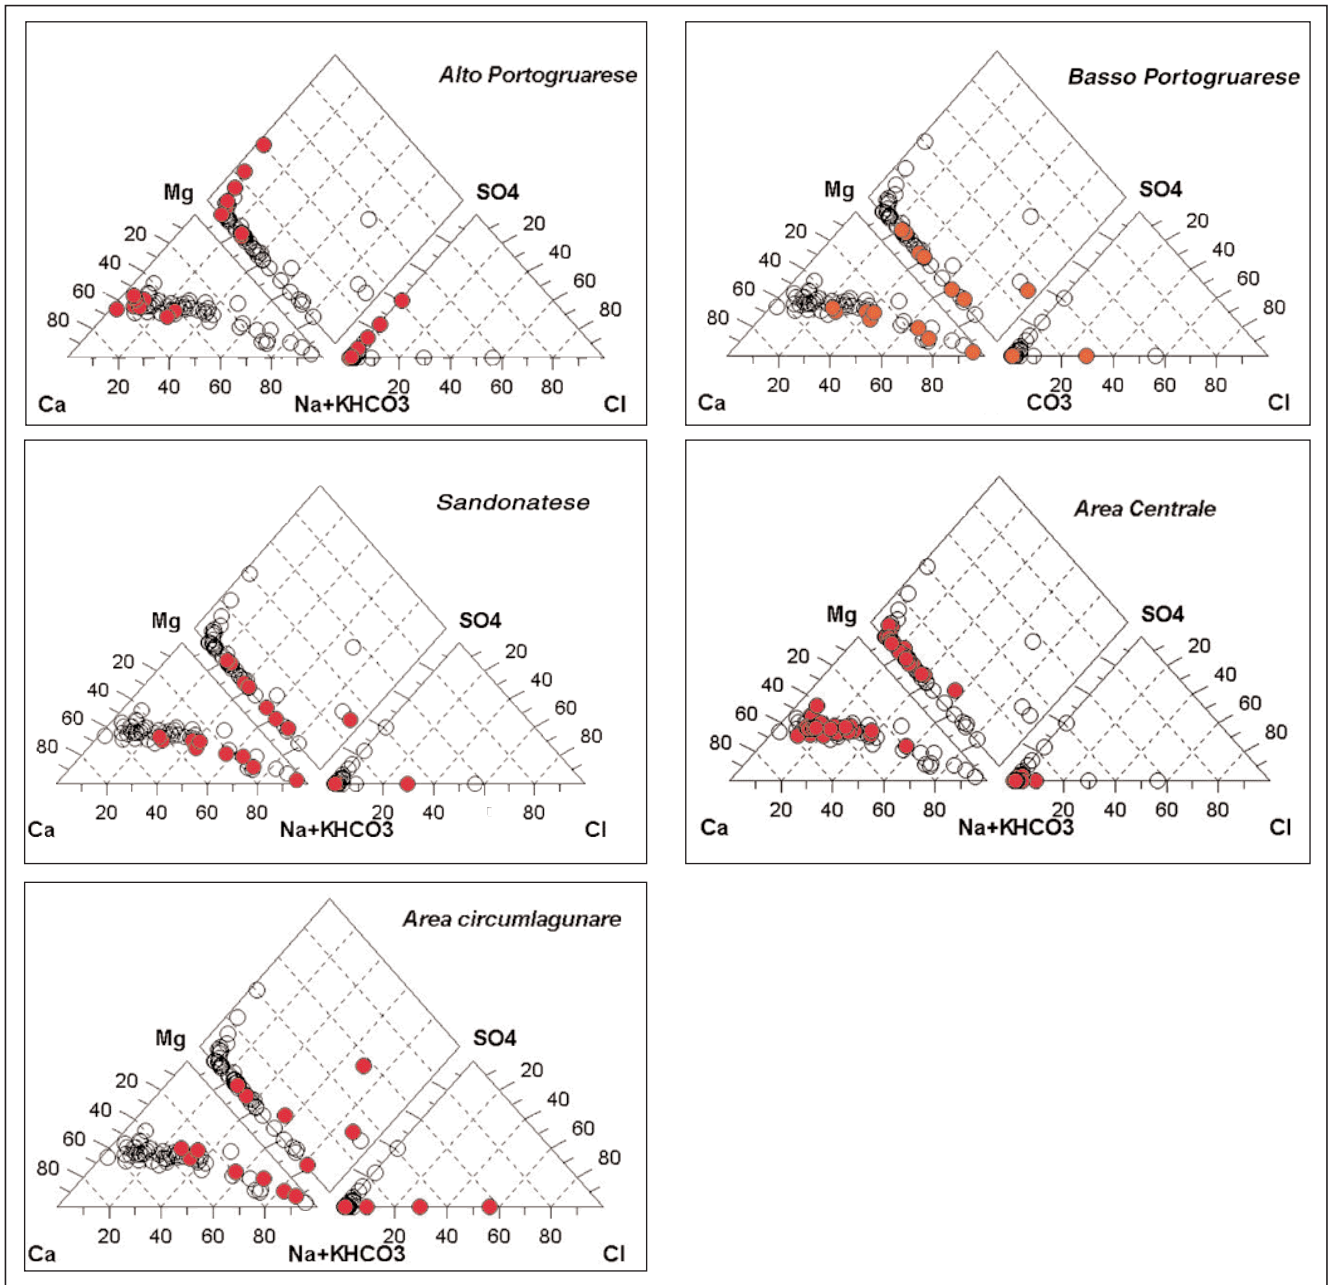 Alto Portogruarese
Mg SO4
20 20
40 40
60 60
80 80
20 40 60 80 20 40 60 80
Ca Na+KHCO3 Cl
Basso Portogruarese
Mg SO4
20 20
40 40
60 60
80 80
20 40 60 80 20 40 60 80
Ca CO3 Cl
Sandonatese
Mg SO4
20 20
40 40
60 60
80 80
20 40 60 80 20 40 80
Ca Na+KHCO3 Cl
Area Centrale
Mg SO4
20 20
40 40
60 60
80 80
20 40 60 80 20 40 60 80
Ca Na+KHCO3 Cl
Area circumlagunare
Mg SO4
20 20
40 40
60 60
80 80
20 40 60 80 20 40 60 80
Ca Na+KHCO3 Cl